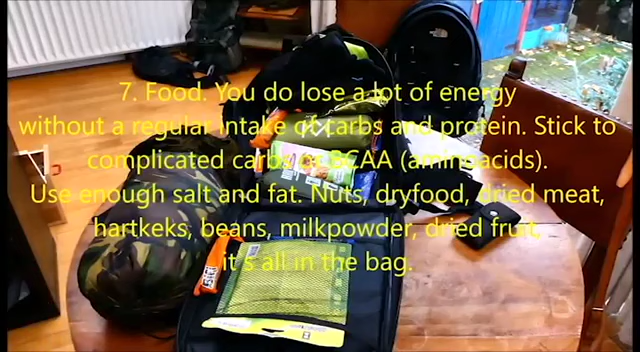 7. Food. You do lose a lot of energy
without a regular intake of carbs and protein. Stick to
complicated carbs or BCAA (aminoacids).
Use enough salt and fat. Nuts, dryfood, dried meat,
hartkeks, beans, milkpowder, dried fruit,
it's all in the bag.